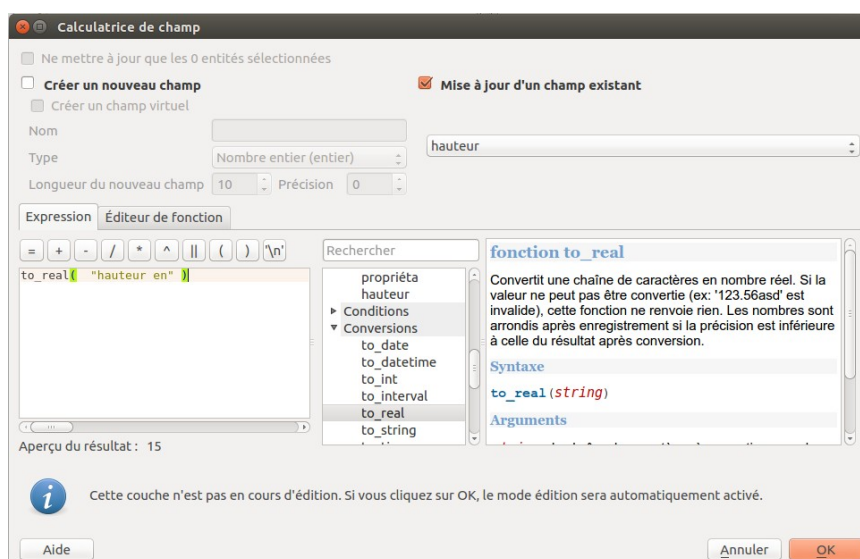 Calculatrice de champ
Ne mettre à jour que les 0 entités sélectionnées
Créer un nouveau champ
Mise à jour d'un champ existant
Créer un champ virtuel
Nom
Type
Nombre entier (entier)
hauteur
Longueur du nouveau champ 10 Précision 0
Expression Éditeur de fonction
= + - / * ^ || ( ) '\n'
to_real( "hauteur en" )
Rechercher
propriéta
hauteur
Conditions
Conversions
to_date
to_datetime
to_int
to_interval
to_real
to_string
fonction to_real
Convertit une chaîne de caractères en nombre réel. Si la
valeur ne peut pas être convertie (ex: '123.56asd' est
invalide), cette fonction ne renvoie rien. Les nombres sont
arrondis après enregistrement si la précision est inférieure
à celle du résultat après conversion.
Syntaxe
to_real(string)
Arguments
Aperçu du résultat : 15
Cette couche n'est pas en cours d'édition. Si vous cliquez sur OK, le mode édition sera automatiquement activé.
Aide
Annuler
OK